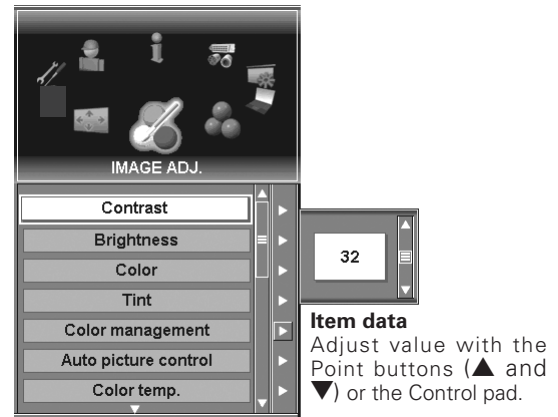 IMAGE ADJ.
Contrast
Brightness
Color
Tint
Color management
Auto picture control
Color temp.
32
Item data
Adjust value with the
Point buttons (▲ and
▼) or the Control pad.